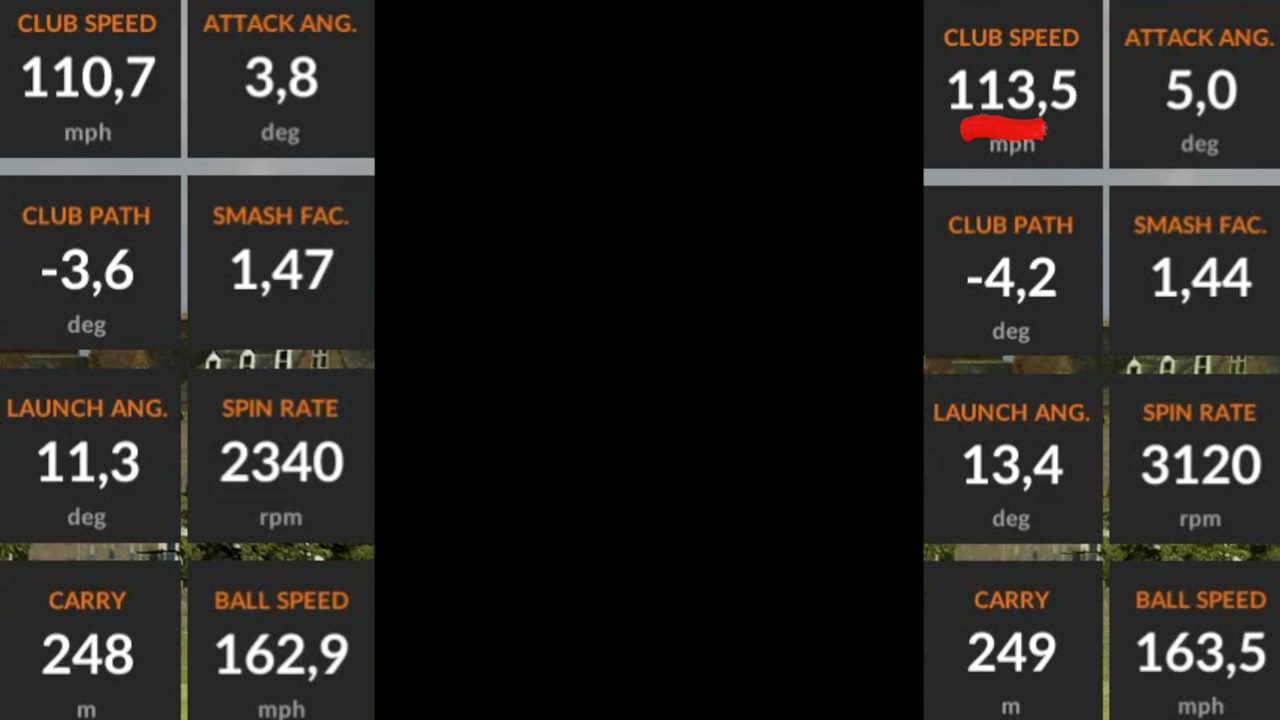 CLUB SPEED
110,7
mph
ATTACK ANG.
3,8
deg
CLUB PATH
-3,6
deg
SMASH FAC.
1,47
LAUNCH ANG.
11,3
deg
SPIN RATE
2340
rpm
CARRY
248
m
BALL SPEED
162,9
mph
CLUB SPEED
113,5
mph
ATTACK ANG.
5,0
deg
CLUB PATH
-4,2
deg
SMASH FAC.
1,44
LAUNCH ANG.
13,4
deg
SPIN RATE
3120
rpm
CARRY
249
m
BALL SPEED
163,5
mph